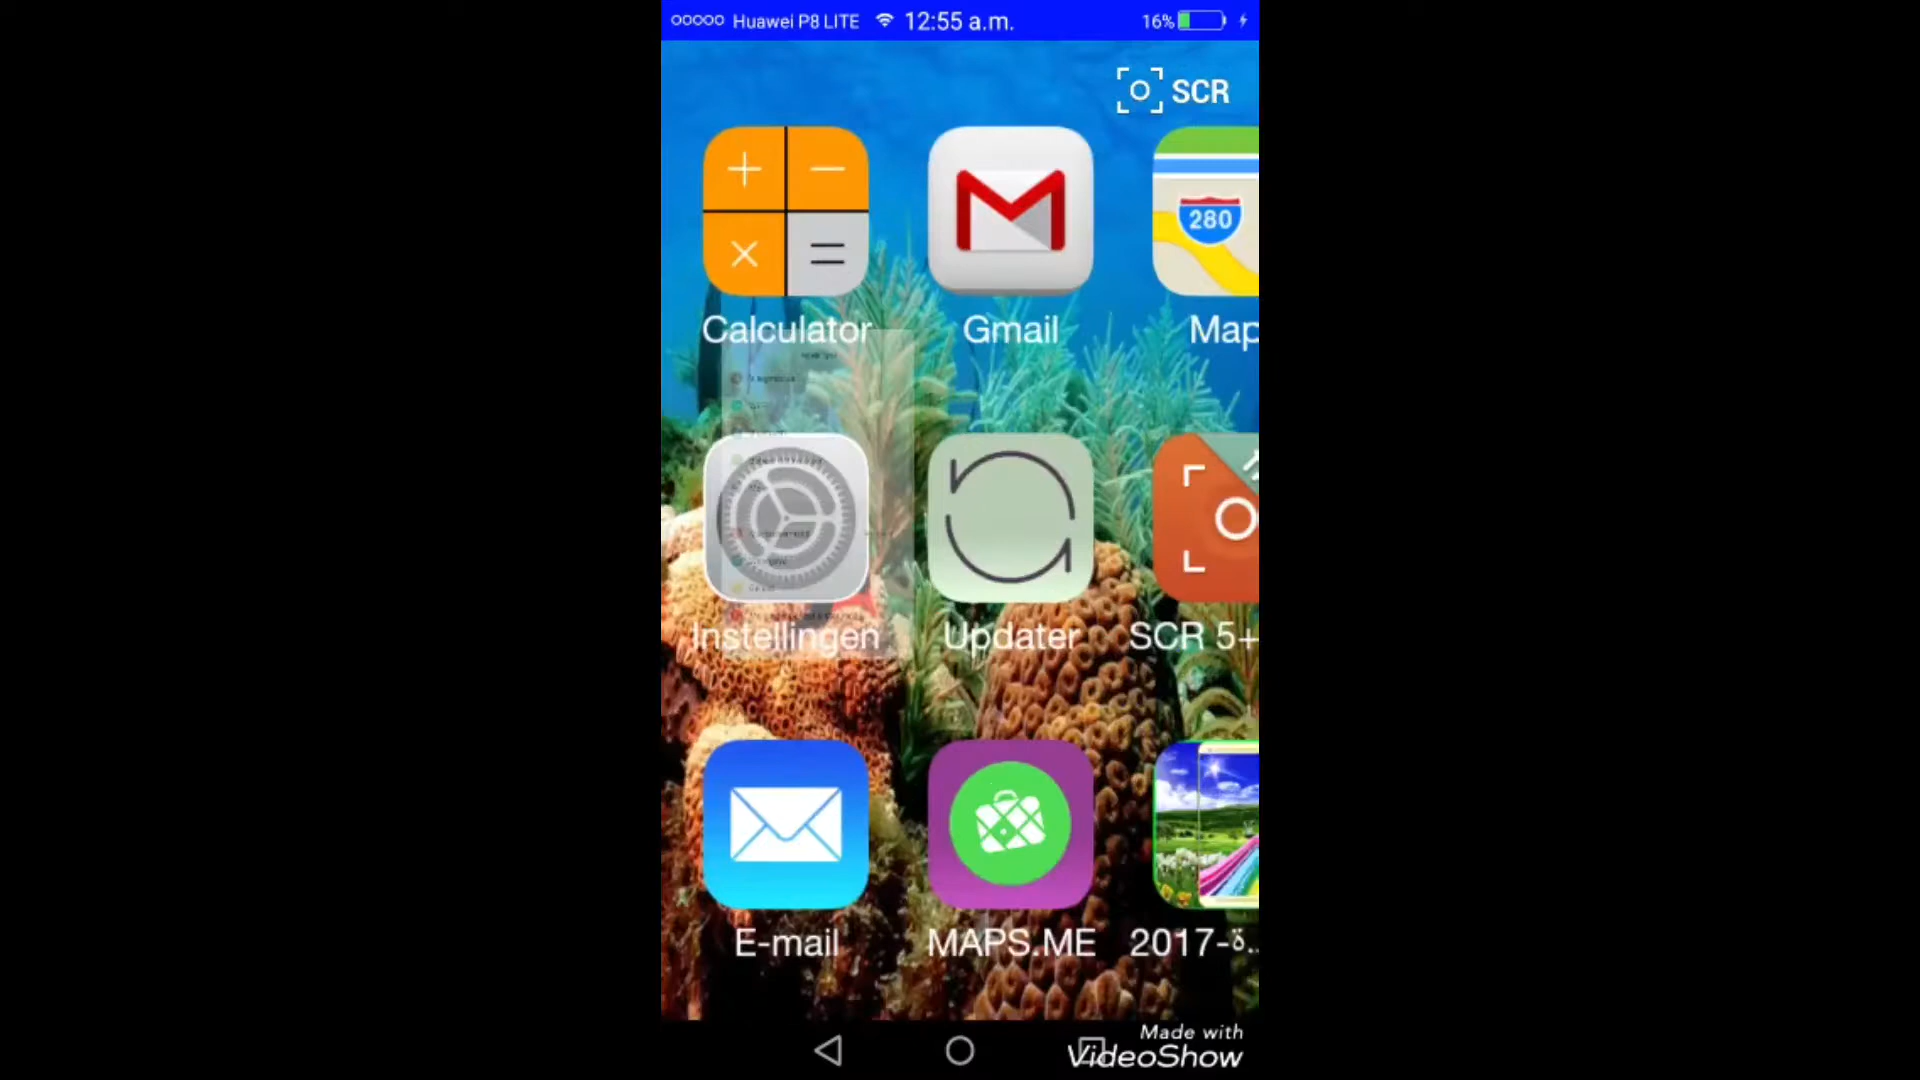 Huawei P8 LITE 12:55 a.m. 16%
SCR
280
Calculator Gmail Map
Instellingen Updater SCR 5+
E-mail MAPS.ME 2017-ة..
Made with
VideoShow